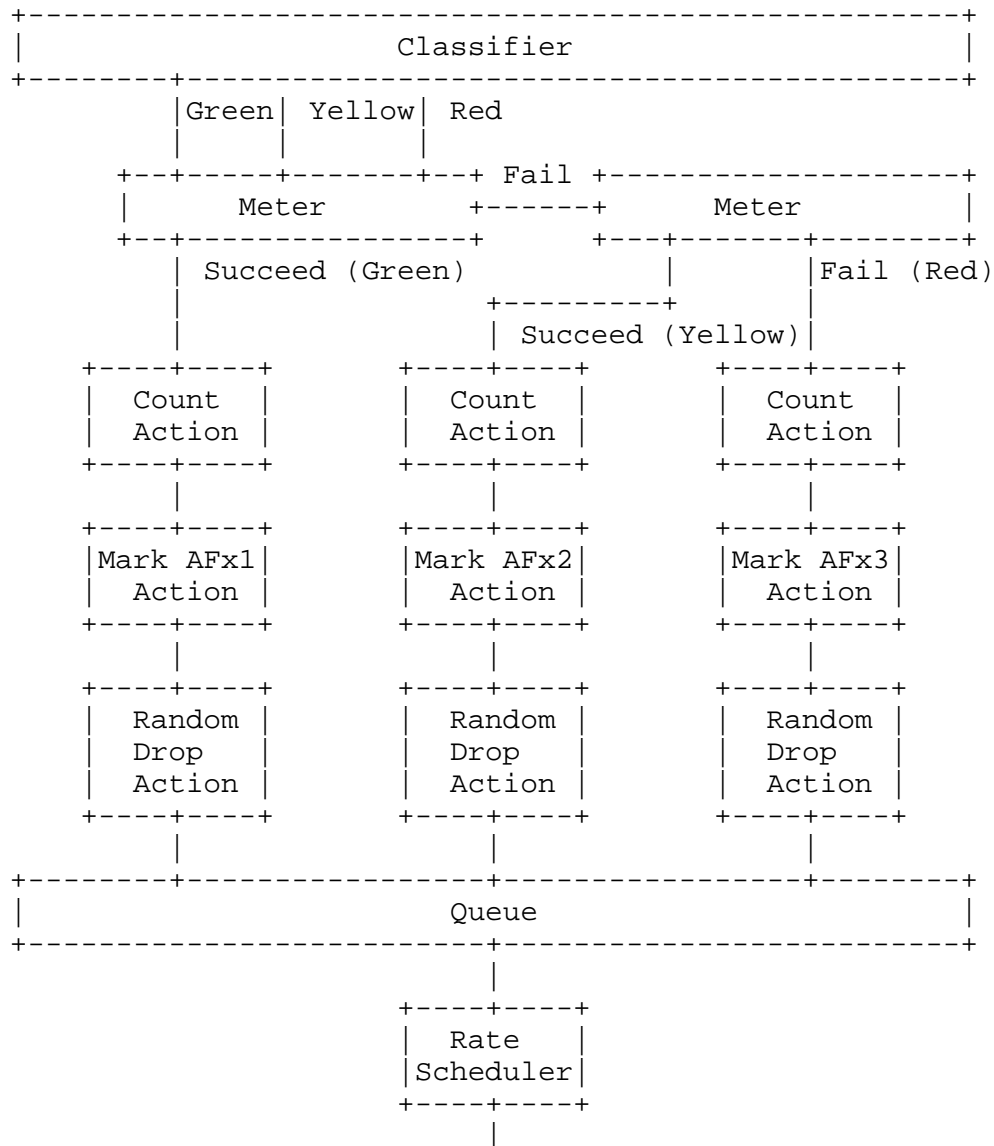 Classifier
Green Yellow Red
Fail
Meter Meter
Succeed (Green) Fail (Red)
Succeed (Yellow)
Count Count Count
Action Action Action
Mark AFx1 Mark AFx2 Mark AFx3
Action Action Action
Random Random Random
Drop Drop Drop
Action Action Action
Queue
Rate
Scheduler